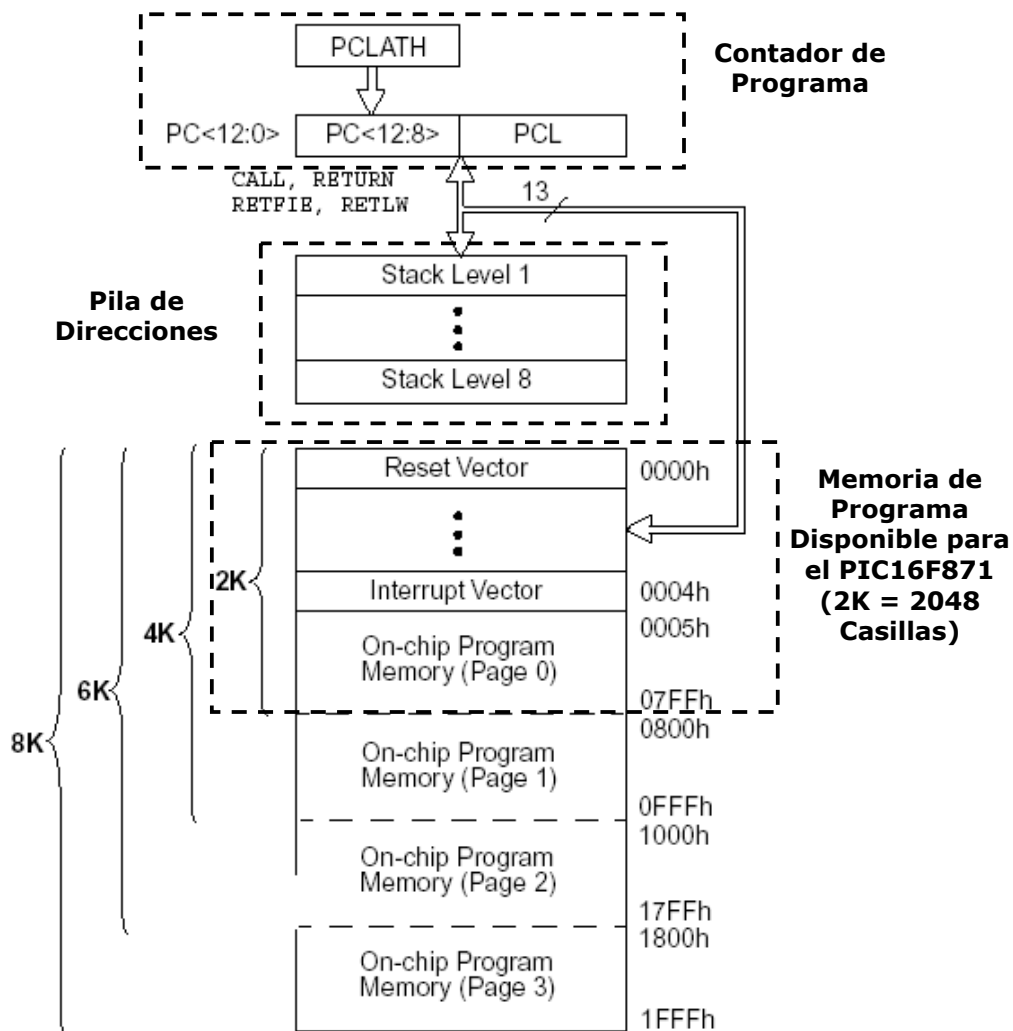 PCLATH
Contador de
Programa
PC<12:0>
PC<12:8>
PCL
CALL, RETURN
RETFIE, RETLW
13
Pila de
Direcciones
Stack Level 1
Stack Level 8
Reset Vector
0000h
Memoria de
Programa
Disponible para
el PIC16F871
(2K = 2048
Casillas)
2K
Interrupt Vector
0004h
0005h
4K
On-chip Program
Memory (Page 0)
6K
07FFh
0800h
8K
On-chip Program
Memory (Page 1)
0FFFh
1000h
On-chip Program
Memory (Page 2)
17FFh
1800h
On-chip Program
Memory (Page 3)
1FFFh